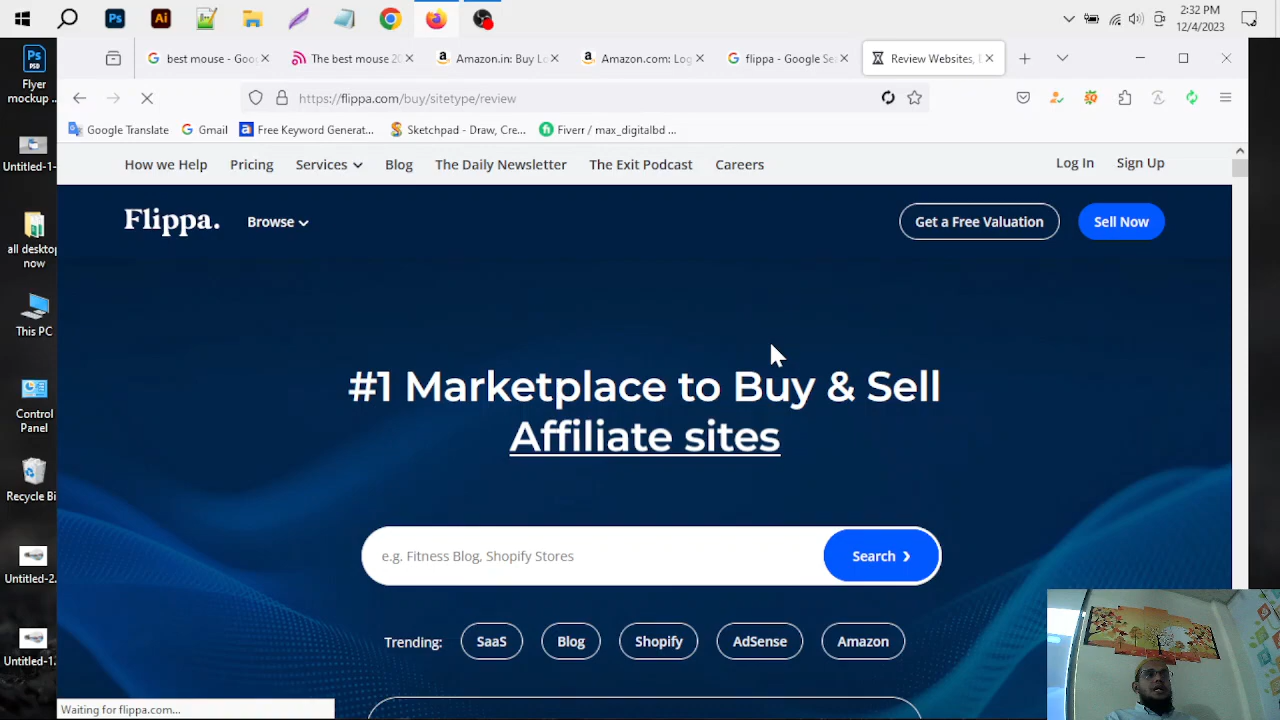 2:32 PM
12/4/2023
Flyer
mockup ...
Untitled-1-
all desktop
now
This PC
Control
Panel
Recycle Bi
Untitled-2.
Untitled-1.
best mouse - Goo
The best mouse 20
Amazon.in: Buy Lo
Amazon.com: Log
flippa - Google Se
Review Websites, D
https://flippa.com/buy/sitetype/review
Google Translate
Gmail
Free Keyword Generat...
Sketchpad - Draw, Cre...
Fiverr / max_digitalbd ...
How we Help
Pricing
Services
Blog
The Daily Newsletter
The Exit Podcast
Careers
Log In
Sign Up
Flippa.
Browse
Get a Free Valuation
Sell Now
#1 Marketplace to Buy & Sell
Affiliate sites
e.g. Fitness Blog, Shopify Stores
Search
Trending:
SaaS
Blog
Shopify
AdSense
Amazon
Waiting for flippa.com...